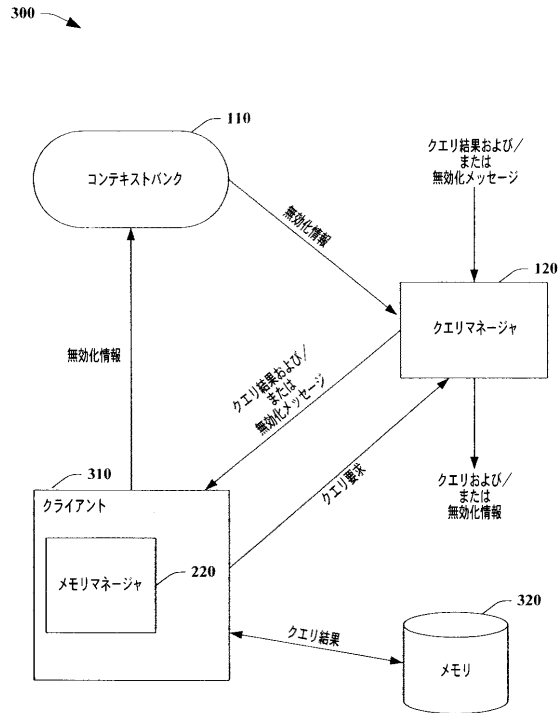 300
110
コンテキストバンク
クエリ結果および/
または
無効化メッセージ
無効化情報
120
クエリマネージャ
無効化情報
クエリ結果および/
または
無効化メッセージ
クエリ要求
クエリおよび/
または
無効化情報
310
クライアント
メモリマネージャ
220
クエリ結果
320
メモリ